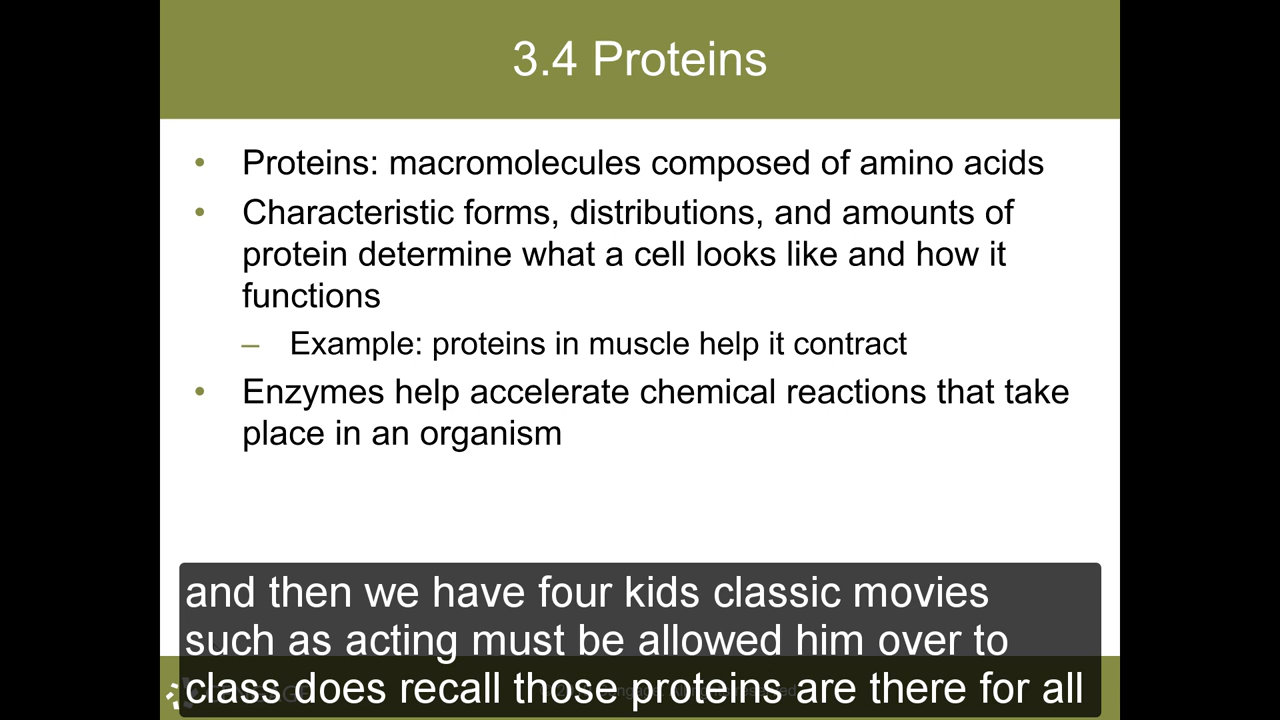 3.4 Proteins
• Proteins: macromolecules composed of amino acids
• Characteristic forms, distributions, and amounts of
protein determine what a cell looks like and how it
functions
– Example: proteins in muscle help it contract
• Enzymes help accelerate chemical reactions that take
place in an organism
and then we have four kids classic movies
such as acting must be allowed him over to
class does recall those proteins are there for all